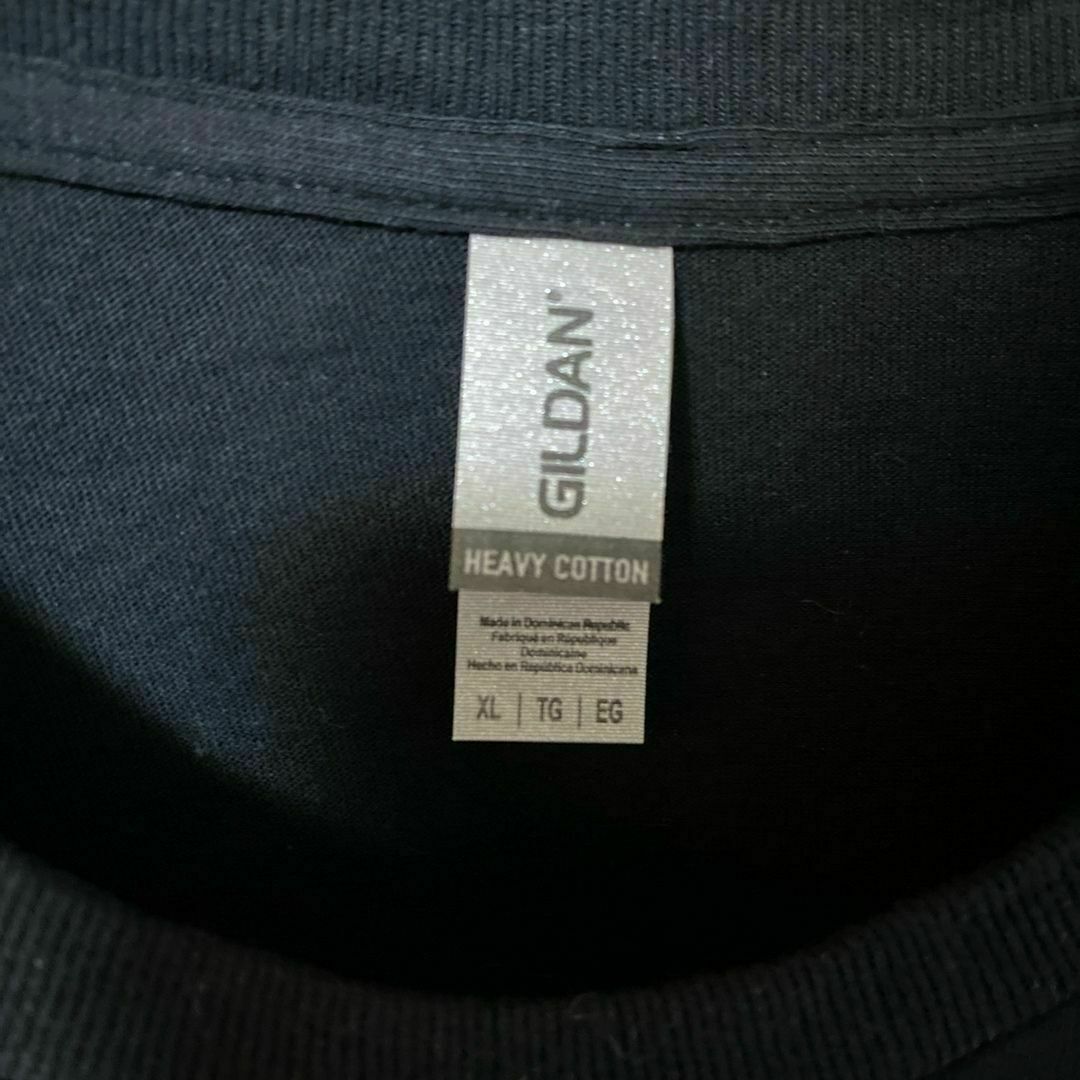 GILDAN®
HEAVY COTTON
Made in Dominican Republic
Fabriqué en République
Dominicaine
Hecho en República Dominicana
XL | TG | EG